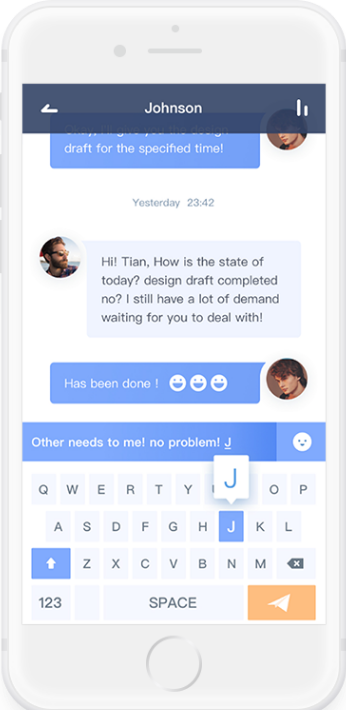 Johnson
draft for the specified time!
Yesterday 23:42
Hi! Tian, How is the state of
today? design draft completed
no? I still have a lot of demand
waiting for you to deal with!
Has been done !
Other needs to me! no problem! J
J
Q W E R T Y O P
A S D F G H J K L
Z X C V B N M
123 SPACE